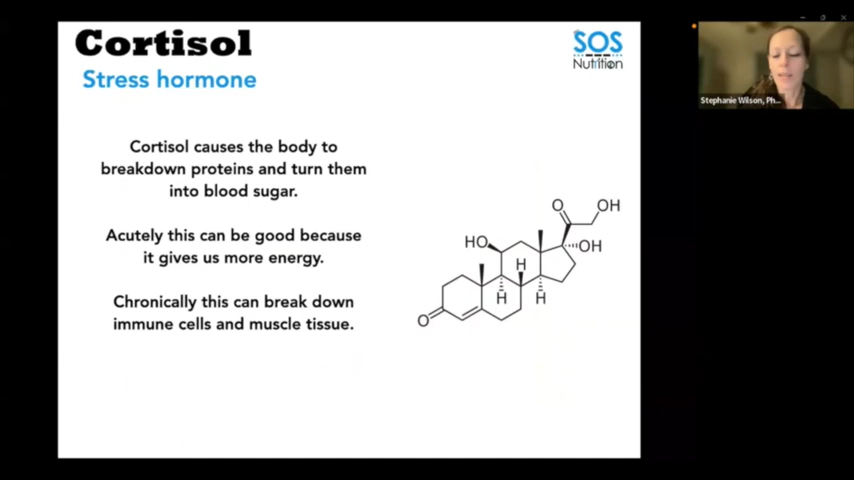 Cortisol
Stress hormone
SOS
Nutrition
Cortisol causes the body to
breakdown proteins and turn them
into blood sugar.
Acutely this can be good because
it gives us more energy.
Chronically this can break down
immune cells and muscle tissue.
O
OH
HO
OH
H
H
H
O
Stephanie Wilson, Ph...